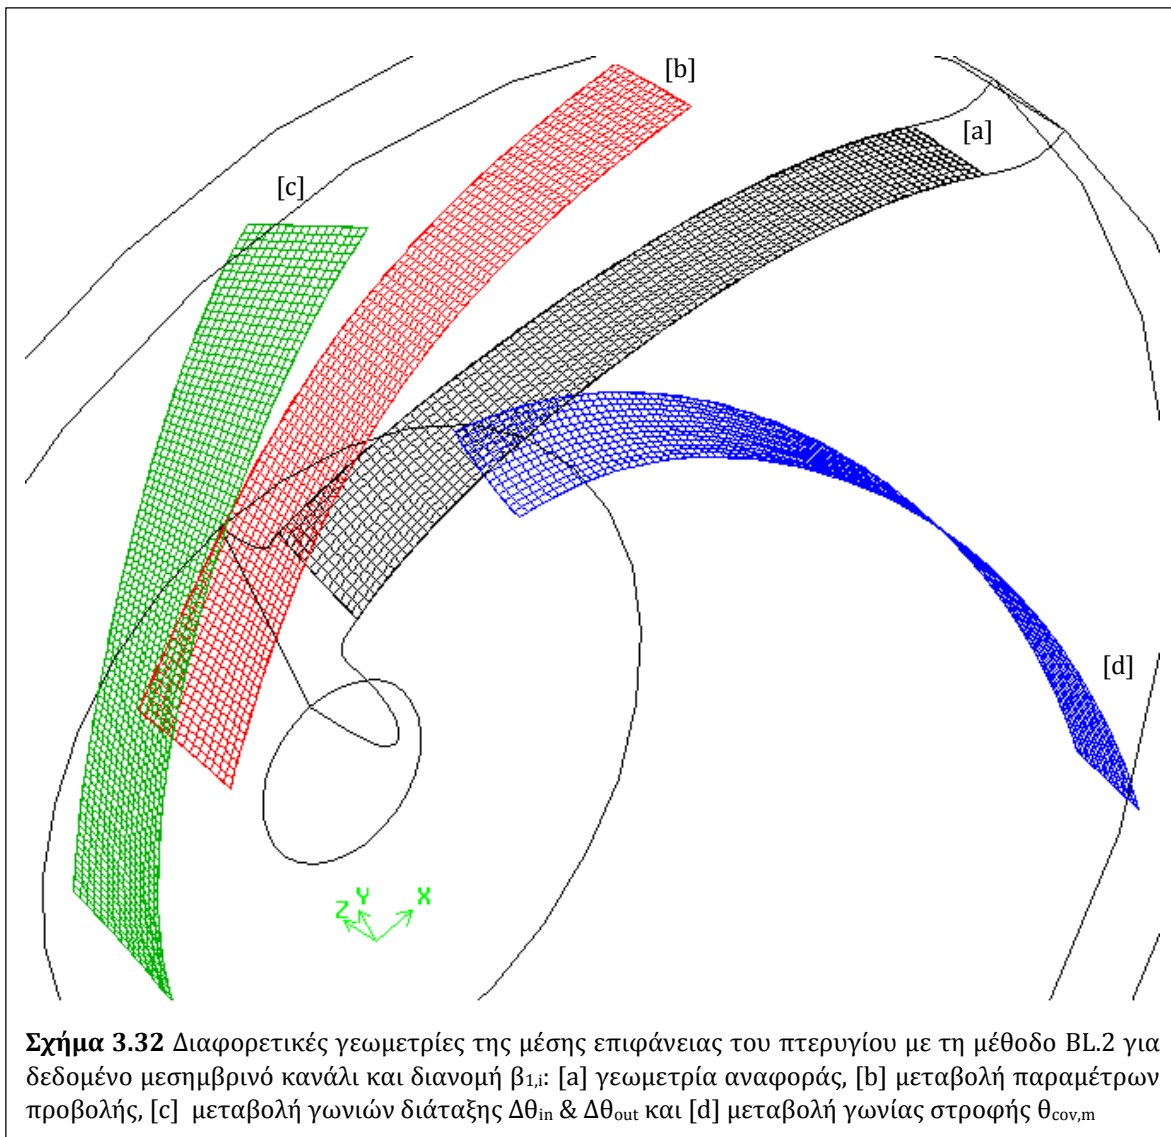 [b]
[a]
[c]
[d]
Z Y X
Σχήμα 3.32 Διαφορετικές γεωμετρίες της μέσης επιφάνειας του πτερυγίου με τη μέθοδο BL.2 για
δεδομένο μεσημβρινό κανάλι και διανομή β1,i: [a] γεωμετρία αναφοράς, [b] μεταβολή παραμέτρων
προβολής, [c] μεταβολή γωνιών διάταξης Δθin & Δθout και [d] μεταβολή γωνίας στροφής θcov,m